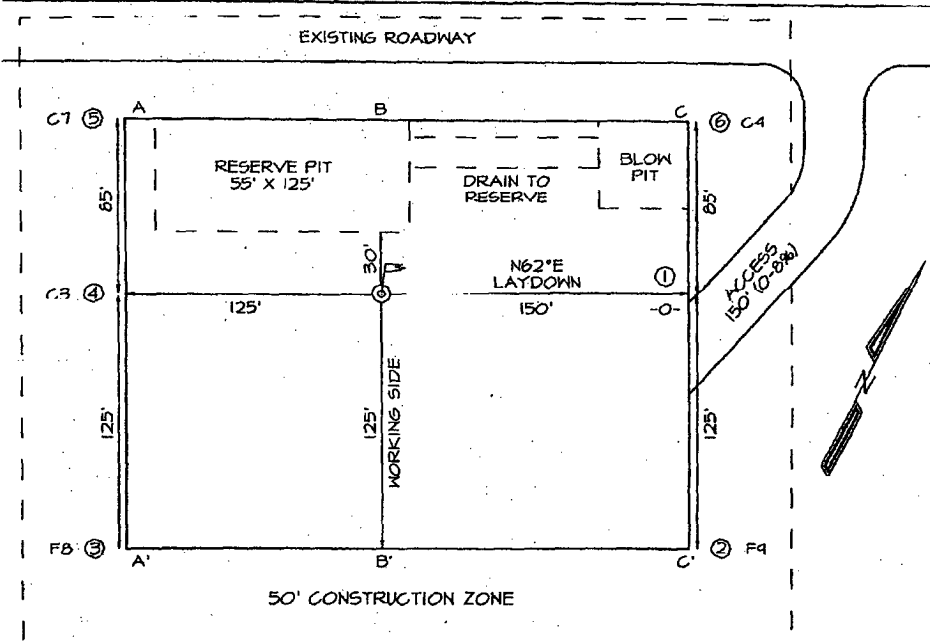 EXISTING ROADWAY
C7 ⑤ A
B
C ⑥ C4
RESERVE PIT
55' X 125'
DRAIN TO
RESERVE
BLOW
PIT
85'
85'
30'
N62°E
LAYDOWN
①
ACCESS
150' (0-8%)
C3 ④
125'
150'
-0-
N
125'
125'
WORKING SIDE
125'
F8 ③ A'
B'
C' ② F9
50' CONSTRUCTION ZONE